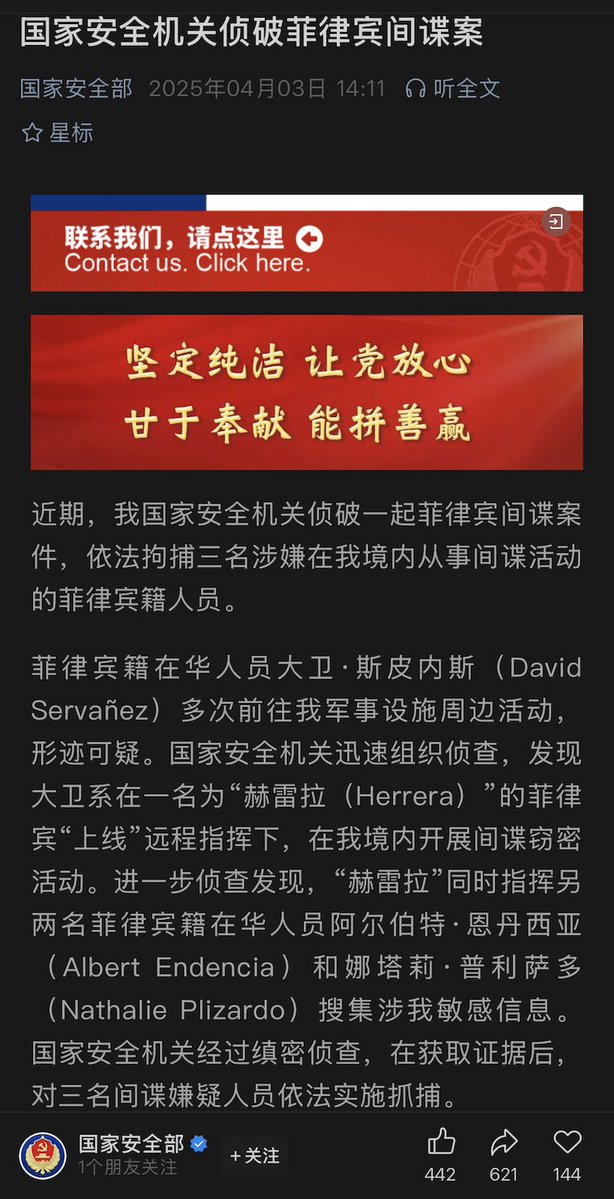 国家安全机关侦破菲律宾间谍案
国家安全部 2025年04月03日 14:11 听全文
星标
联系我们，请点这里
Contact us. Click here.
坚定纯洁 让党放心
甘于奉献 能拼善赢
近期，我国家安全机关侦破一起菲律宾间谍案
件，依法拘捕三名涉嫌在我境内从事间谍活动
的菲律宾籍人员。
菲律宾籍在华人员大卫·斯皮内斯（David
Servañez）多次前往我军事设施周边活动，
形迹可疑。国家安全机关迅速组织侦查，发现
大卫系在一名为“赫雷拉（Herrera）”的菲律
宾“上线”远程指挥下，在我境内开展间谍窃密
活动。进一步侦查发现，“赫雷拉”同时指挥另
两名菲律宾籍在华人员阿尔伯特·恩丹西亚
（Albert Endencia）和娜塔莉·普利萨多
（Nathalie Plizardo）搜集涉我敏感信息。
国家安全机关经过缜密侦查，在获取证据后，
对三名间谍嫌疑人员依法实施抓捕。
国家安全部
1个朋友关注
+关注
442 621 144